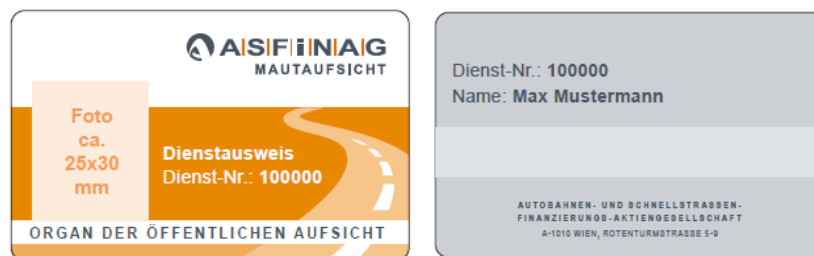 ASFiNAG
MAUTAUFSICHT
Foto
ca.
25x30
mm
Dienstausweis
Dienst-Nr.: 100000
ORGAN DER ÖFFENTLICHEN AUFSICHT
Dienst-Nr.: 100000
Name: Max Mustermann
AUTOBAHNEN- UND SCHNELLSTRASSEN-
FINANZIERUNGS-AKTIENGESELLSCHAFT
A-1010 WIEN, ROTENTURMSTRASSE 5-9